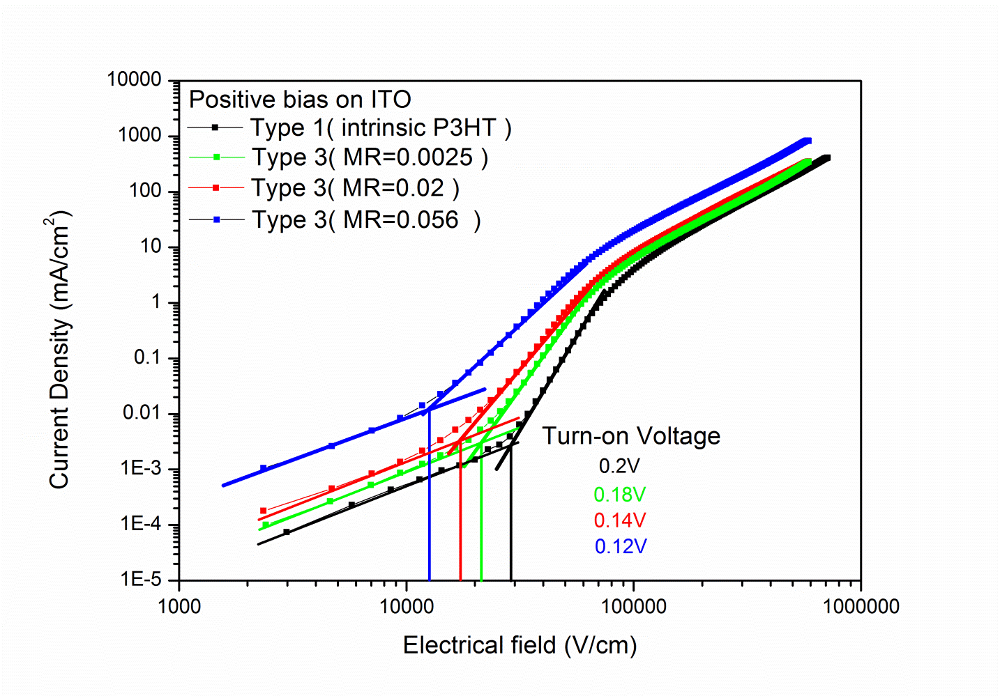 10000
1000
100
10
1
0.1
0.01
1E-3
1E-4
1E-5
Current Density (mA/cm²)
Positive bias on ITO
Type 1( intrinsic P3HT )
Type 3( MR=0.0025 )
Type 3( MR=0.02 )
Type 3( MR=0.056  )
Turn-on Voltage
0.2V
0.18V
0.14V
0.12V
1000
10000
100000
1000000
Electrical field (V/cm)